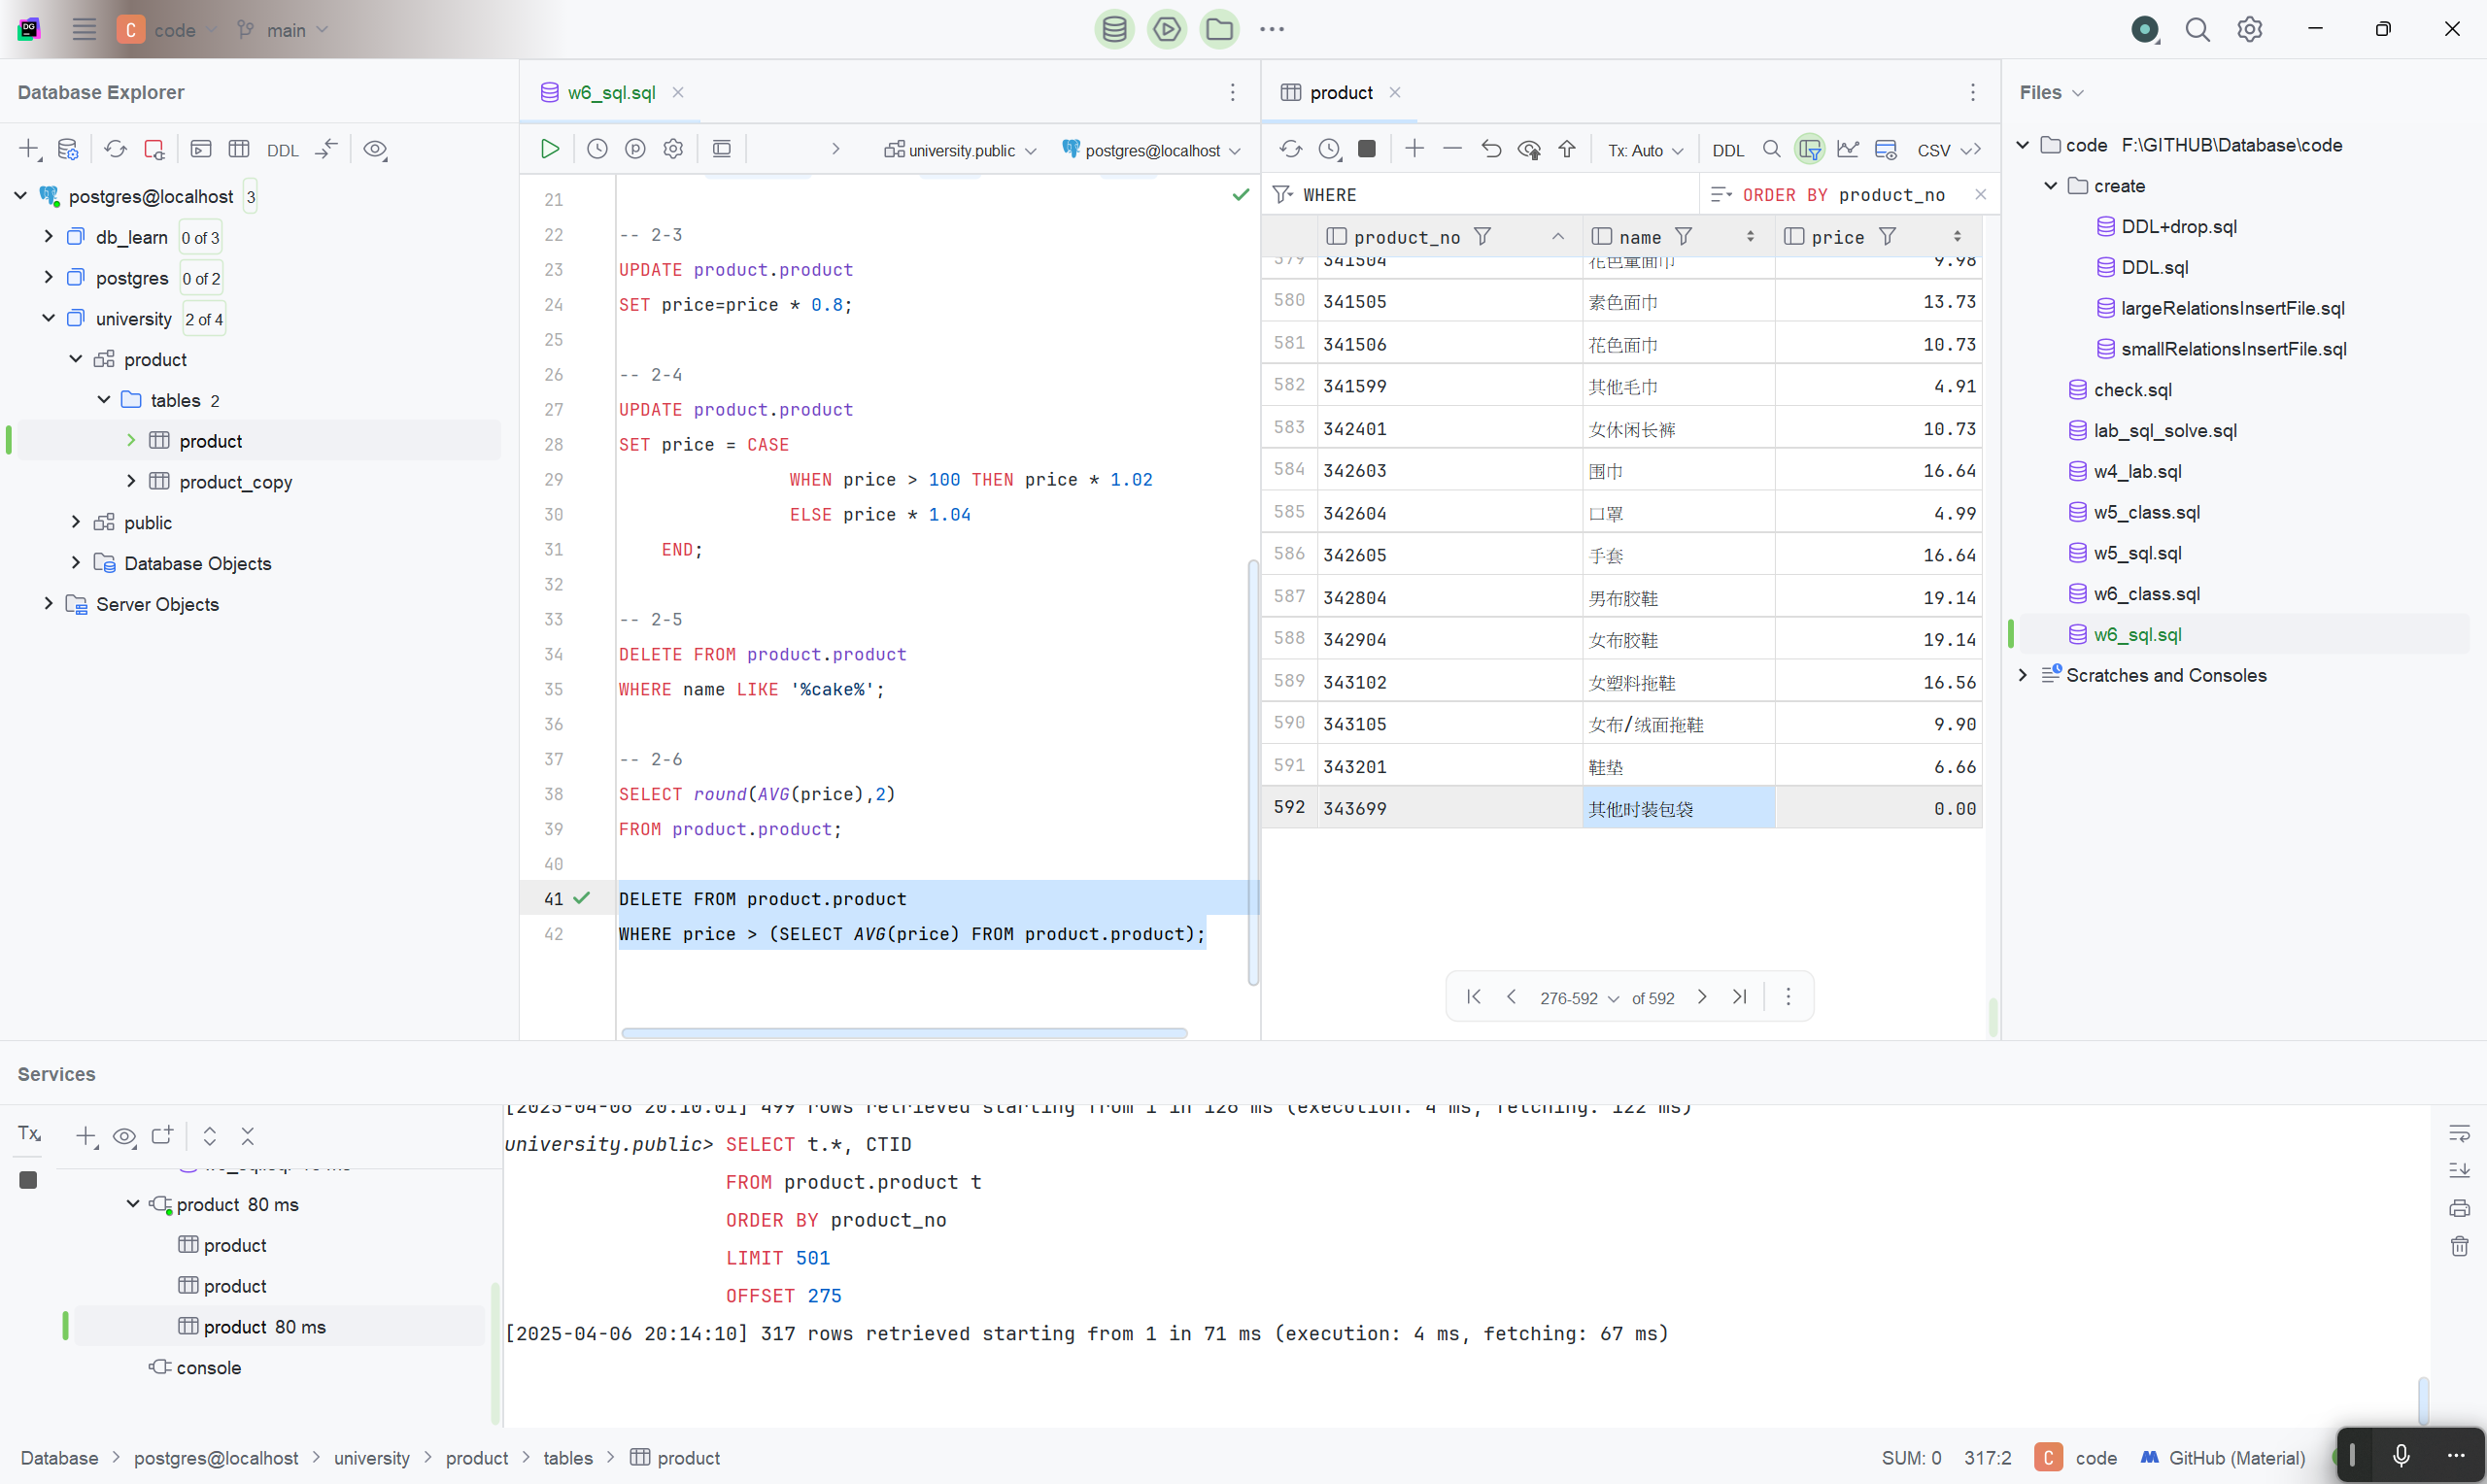 code main
Database Explorer
DDL
postgres@localhost 3
db_learn 0 of 3
postgres 0 of 2
university 2 of 4
product
tables 2
product
product_copy
public
Database Objects
Server Objects
w6_sql.sql
university.public postgres@localhost
21
22 -- 2-3
23 UPDATE product.product
24 SET price=price * 0.8;
25
26 -- 2-4
27 UPDATE product.product
28 SET price = CASE
29 WHEN price > 100 THEN price * 1.02
30 ELSE price * 1.04
31 END;
32
33 -- 2-5
34 DELETE FROM product.product
35 WHERE name LIKE '%cake%';
36
37 -- 2-6
38 SELECT round(AVG(price),2)
39 FROM product.product;
40
41 DELETE FROM product.product
42 WHERE price > (SELECT AVG(price) FROM product.product);
product
Tx: Auto DDL CSV
WHERE ORDER BY product_no
product_no name price
579 341504 9.98
580 341505 素色面巾 13.73
581 341506 花色面巾 10.73
582 341599 其他毛巾 4.91
583 342401 女休闲长裤 10.73
584 342603 围巾 16.64
585 342604 口罩 4.99
586 342605 手套 16.64
587 342804 男布胶鞋 19.14
588 342904 女布胶鞋 19.14
589 343102 女塑料拖鞋 16.56
590 343105 女布/绒面拖鞋 9.90
591 343201 鞋垫 6.66
592 343699 其他时装包袋 0.00
276-592 of 592
Files
code F:\GITHUB\Database\code
create
DDL+drop.sql
DDL.sql
largeRelationsInsertFile.sql
smallRelationsInsertFile.sql
check.sql
lab_sql_solve.sql
w4_lab.sql
w5_class.sql
w5_sql.sql
w6_class.sql
w6_sql.sql
Scratches and Consoles
Services
Tx
product 80 ms
product
product
product 80 ms
console
[2025-04-06 20:10:01] 499 rows retrieved starting from 1 in 126 ms (execution: 4 ms, fetching: 122 ms)
university.public> SELECT t.*, CTID
FROM product.product t
ORDER BY product_no
LIMIT 501
OFFSET 275
[2025-04-06 20:14:10] 317 rows retrieved starting from 1 in 71 ms (execution: 4 ms, fetching: 67 ms)
Database > postgres@localhost > university > product > tables > product
SUM: 0 317:2 C code GitHub (Material)